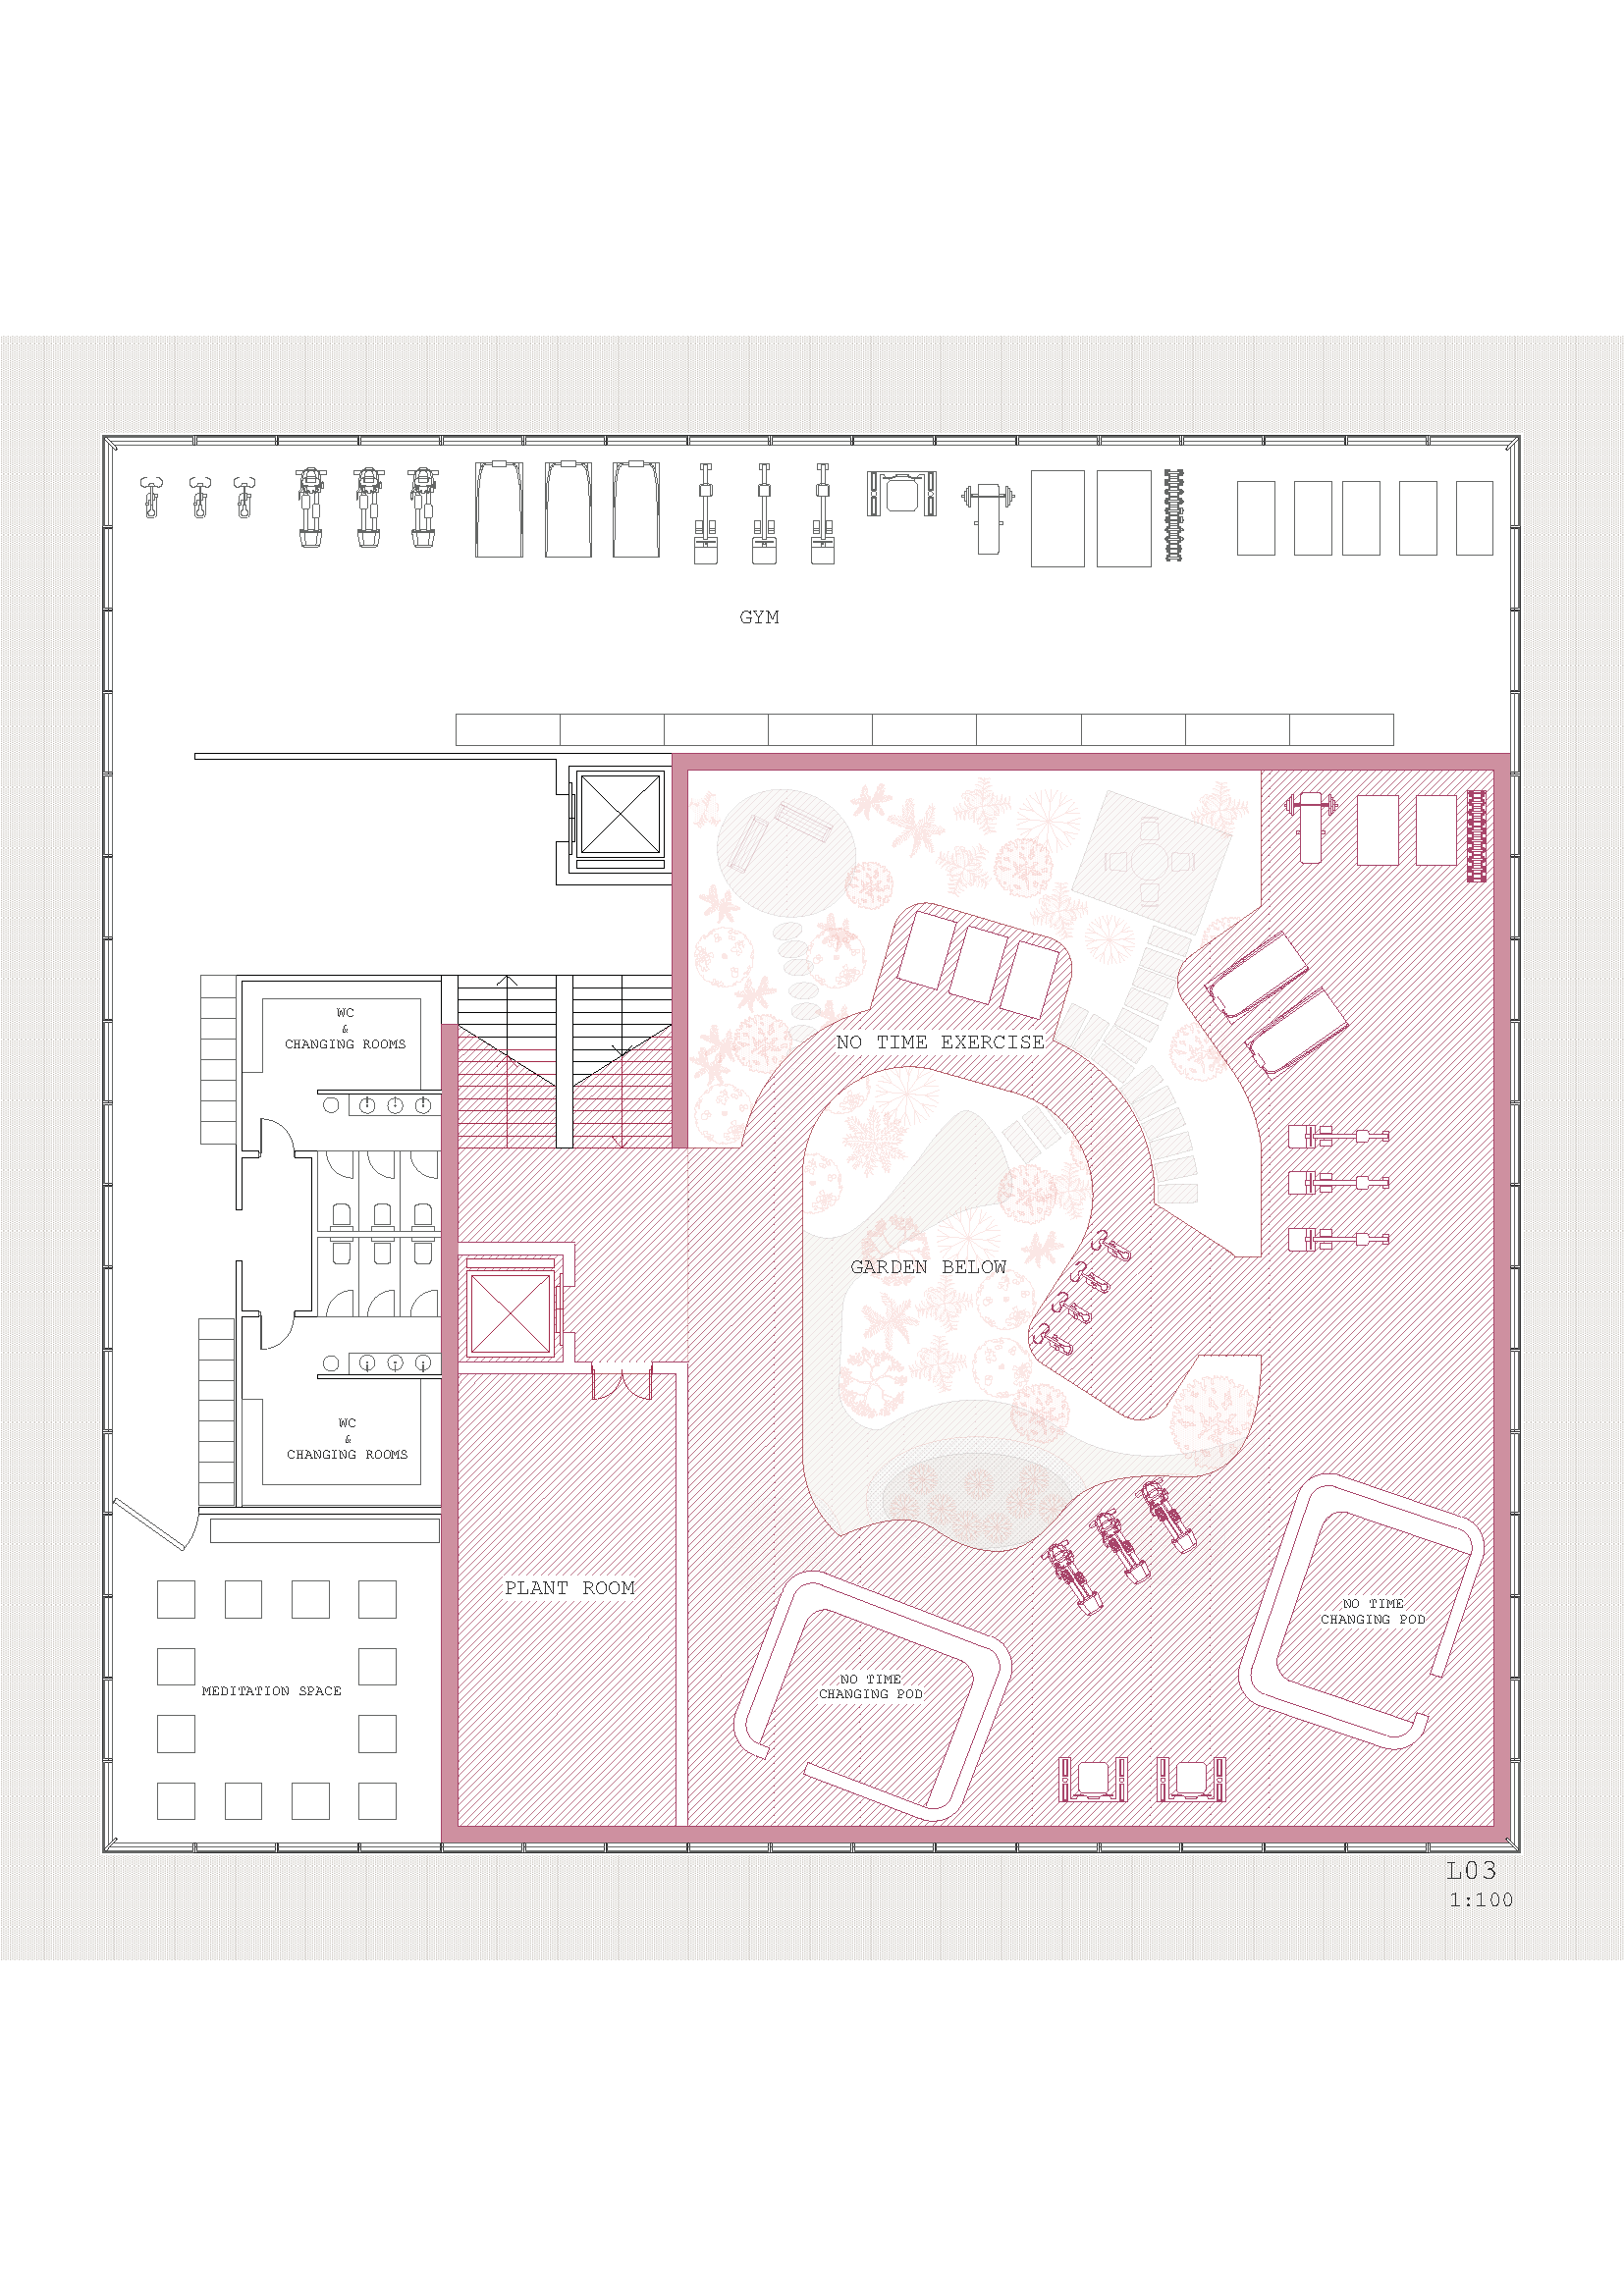 GYM
WC
&
CHANGING ROOMS
NO TIME EXERCISE
GARDEN BELOW
WC
&
CHANGING ROOMS
PLANT ROOM
NO TIME
CHANGING POD
NO TIME
CHANGING POD
MEDITATION SPACE
L03
1:100